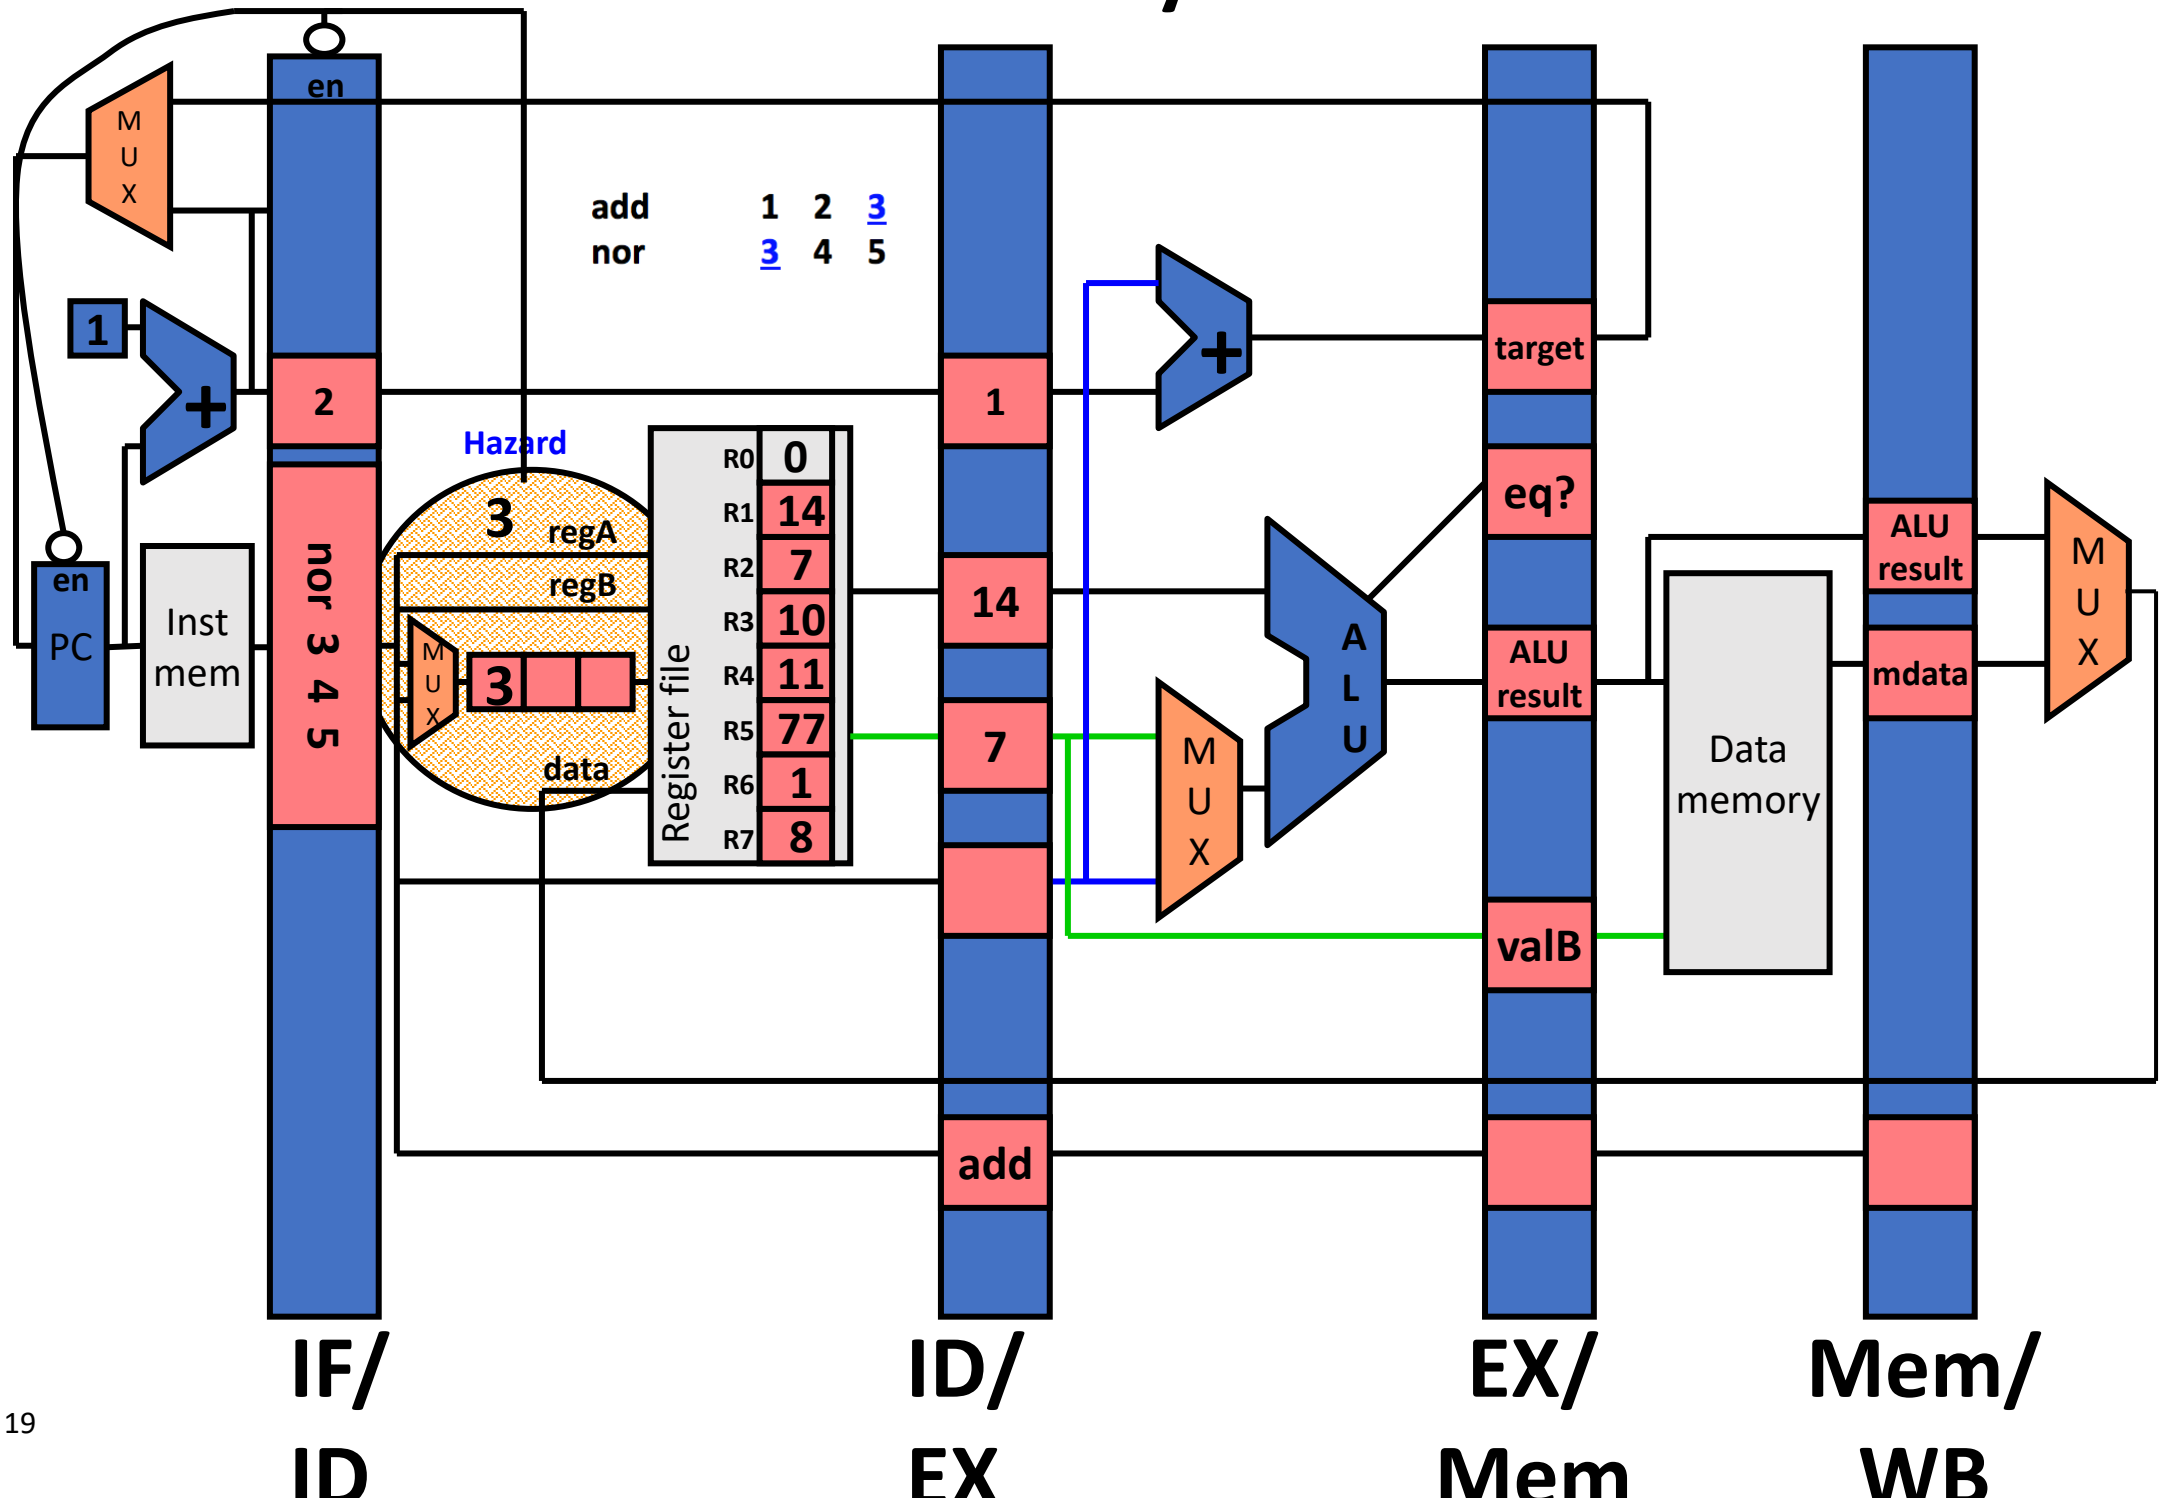 en
M
U
X
add 1 2 3
nor 3 4 5
1
+
2
1
+
target
Hazard
eq?
3
regA
regB
R0 0
R1 14
R2 7
R3 10
R4 11
R5 77
R6 1
R7 8
Register file
en
PC
Inst
mem
nor 3 4 5
M
U
X
3
data
14
7
A
L
U
M
U
X
ALU
result
ALU
result
mdata
M
U
X
Data
memory
valB
add
IF/
ID
ID/
EX
EX/
Mem
Mem/
WB
19